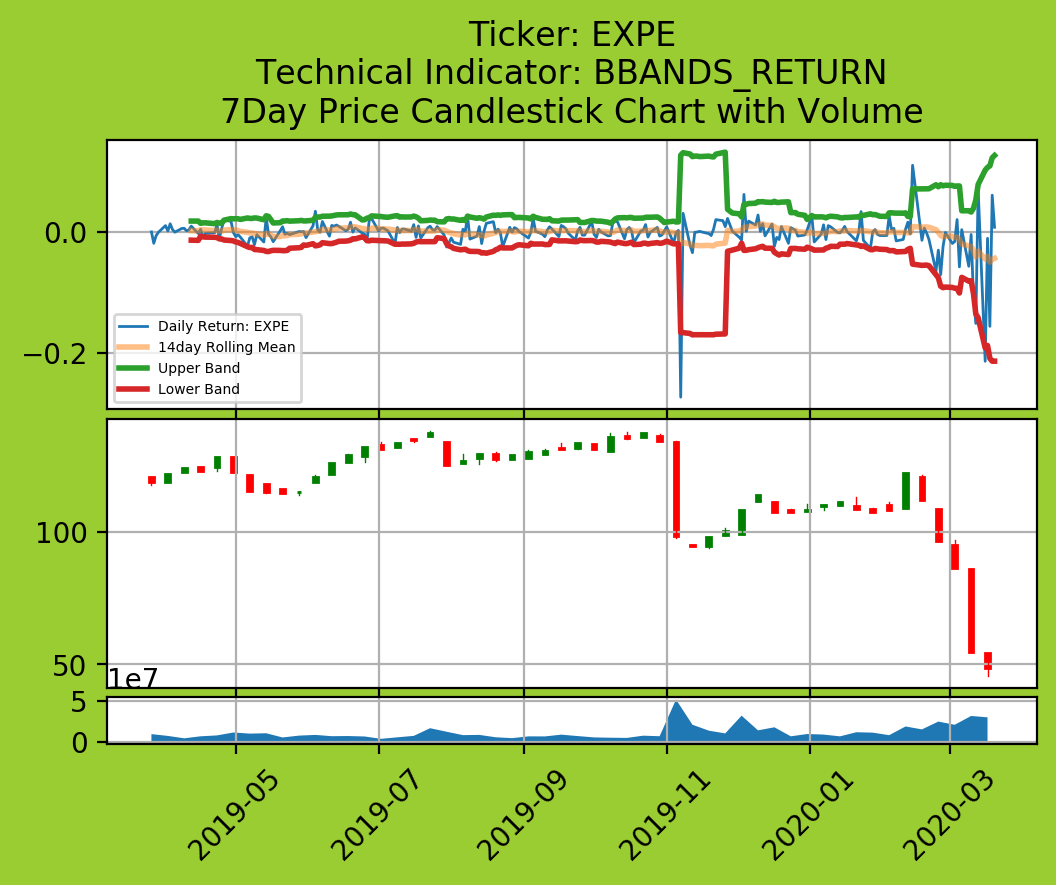 Ticker: EXPE
Technical Indicator: BBANDS_RETURN
7Day Price Candlestick Chart with Volume
0.0
−0.2
Daily Return: EXPE
14day Rolling Mean
Upper Band
Lower Band
100
50
1e7
5
0
2019-05
2019-07
2019-09
2019-11
2020-01
2020-03